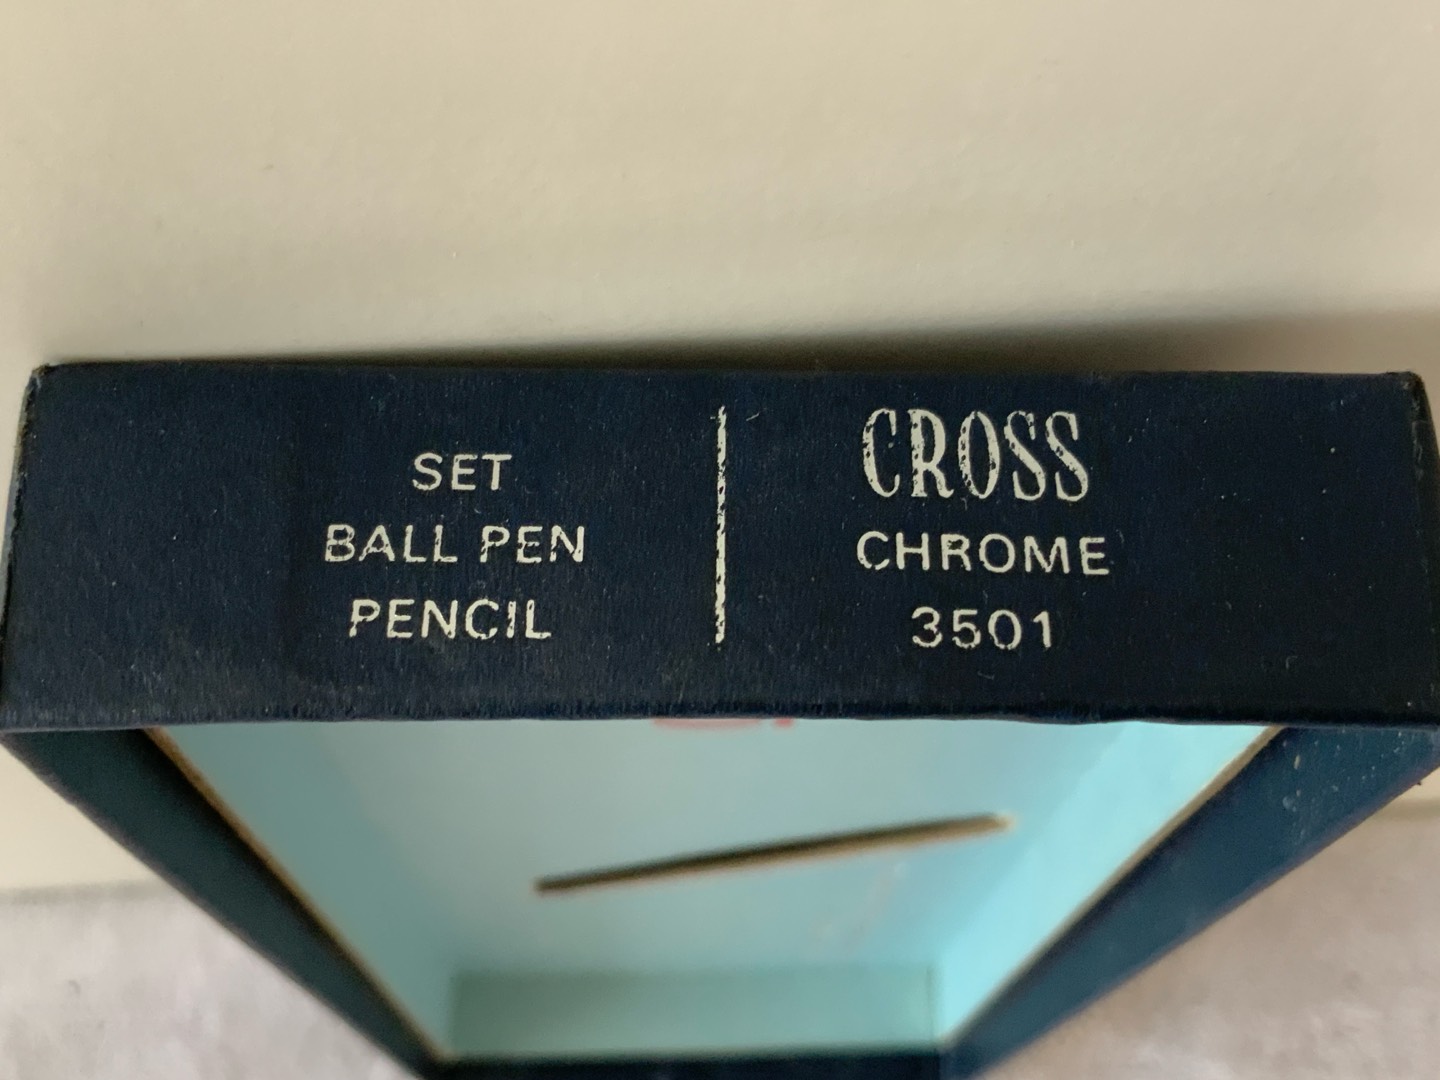 SET
BALL PEN
PENCIL
CROSS
CHROME
3501